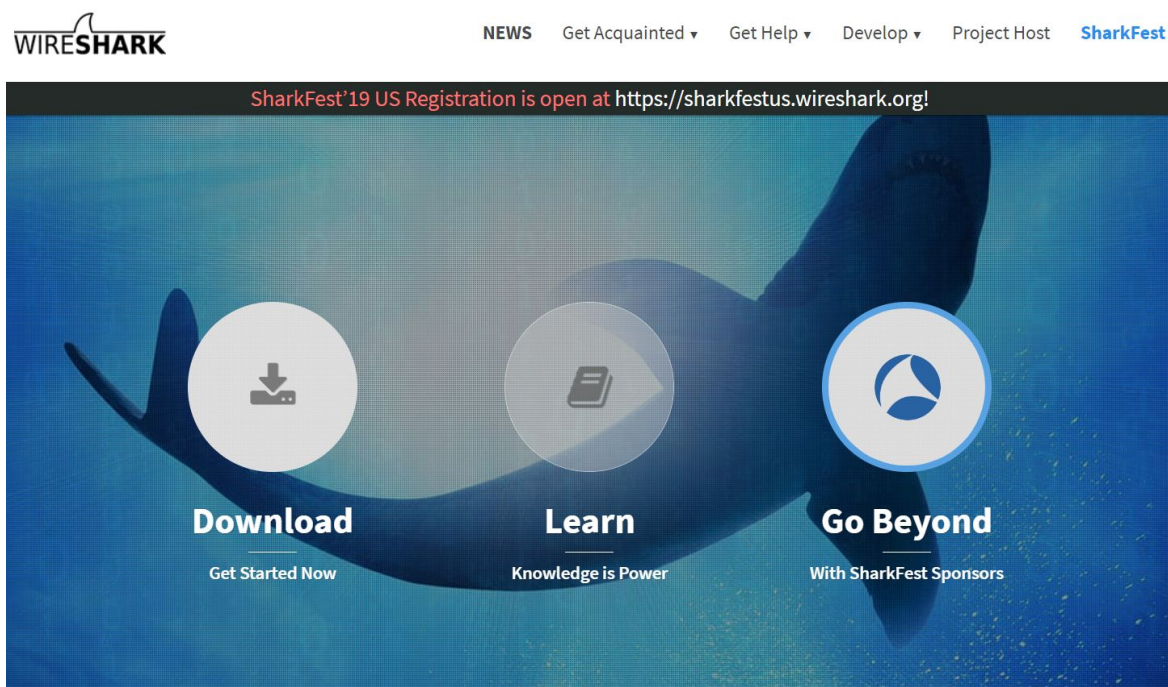 WIRESHARK
NEWS Get Acquainted ▾ Get Help ▾ Develop ▾ Project Host SharkFest
SharkFest’19 US Registration is open at https://sharkfestus.wireshark.org!
Download
Get Started Now
Learn
Knowledge is Power
Go Beyond
With SharkFest Sponsors